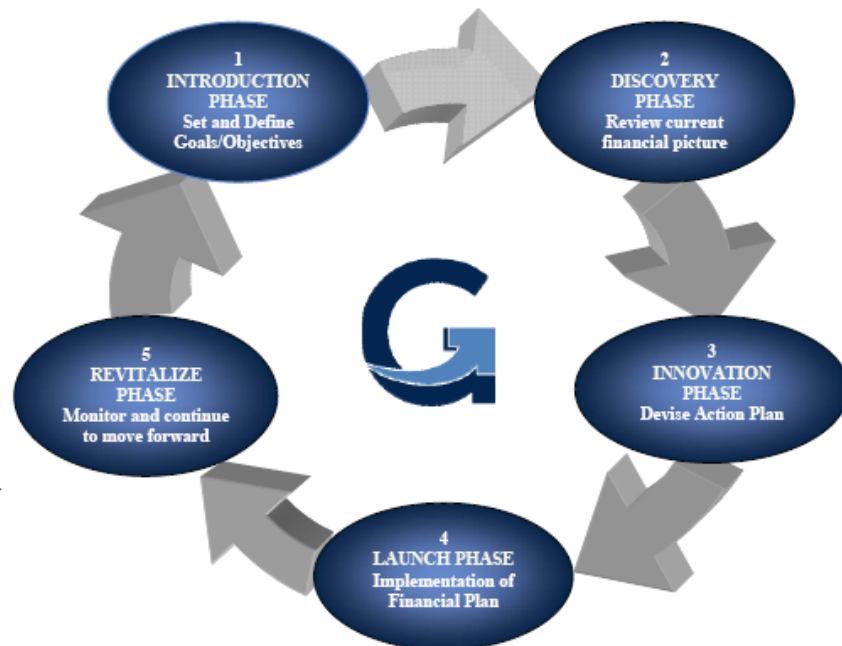 1
INTRODUCTION
PHASE
Set and Define
Goals/Objectives
2
DISCOVERY
PHASE
Review current
financial picture
3
INNOVATION
PHASE
Devise Action Plan
4
LAUNCH PHASE
Implementation of
Financial Plan
5
REVITALIZE
PHASE
Monitor and continue
to move forward
G